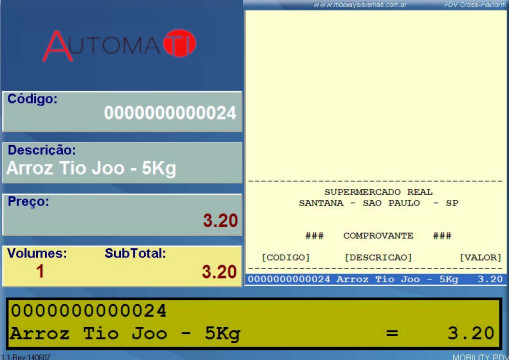 www.mobilitysistemas.com.br PDV Cross-Platform
AUTOMATI
Código:
0000000000024
Descrição:
Arroz Tio Joo - 5Kg
Preço:
3.20
Volumes: SubTotal:
1 3.20
SUPERMERCADO REAL
SANTANA - SAO PAULO - SP
### COMPROVANTE ###
[CODIGO] [DESCRICAO] [VALOR]
0000000000024 Arroz Tio Joo - 5Kg 3.20
0000000000024
Arroz Tio Joo - 5Kg = 3.20
1.1-Rev:140607 MOBILITY PDV